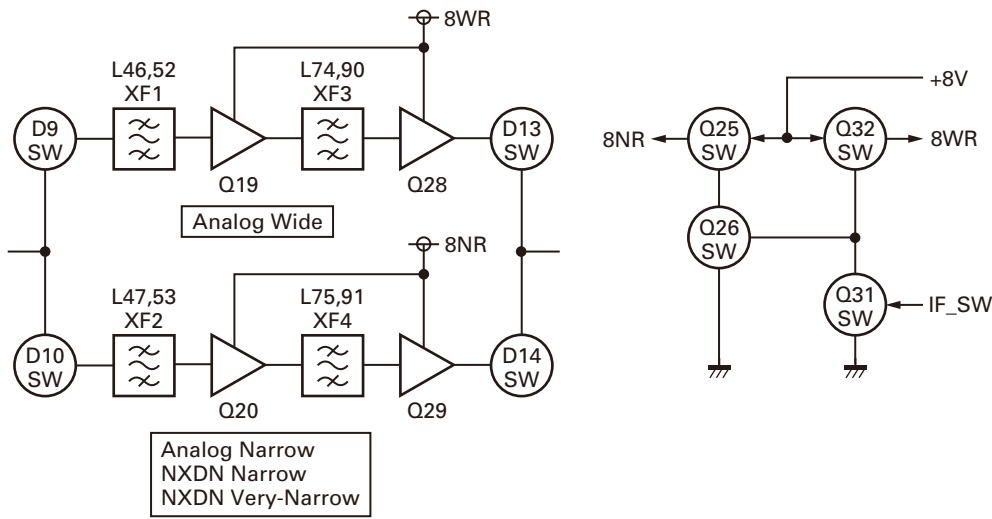 8WR
L46,52
XF1
L74,90
XF3
D9
SW
D13
SW
Q19
Q28
Analog Wide
8NR
L47,53
XF2
L75,91
XF4
D10
SW
D14
SW
Q20
Q29
Analog Narrow
NXDN Narrow
NXDN Very-Narrow
+8V
8NR
Q25
SW
Q32
SW
8WR
Q26
SW
Q31
SW
IF_SW